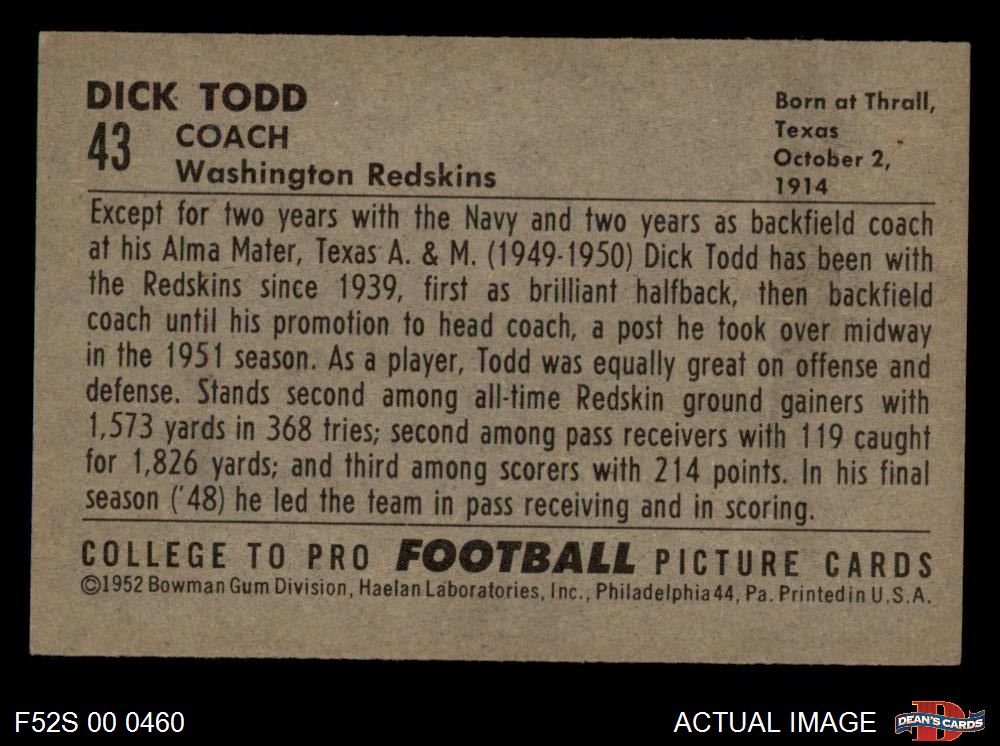 DICK TODD
43 COACH
Washington Redskins
Born at Thrall,
Texas
October 2,
1914
Except for two years with the Navy and two years as backfield coach
at his Alma Mater, Texas A. & M. (1949-1950) Dick Todd has been with
the Redskins since 1939, first as brilliant halfback, then backfield
coach until his promotion to head coach, a post he took over midway
in the 1951 season. As a player, Todd was equally great on offense and
defense. Stands second among all-time Redskin ground gainers with
1,573 yards in 368 tries; second among pass receivers with 119 caught
for 1,826 yards; and third among scorers with 214 points. In his final
season ('48) he led the team in pass receiving and in scoring.
COLLEGE TO PRO FOOTBALL PICTURE CARDS
©1952 Bowman Gum Division, Haelan Laboratories, Inc., Philadelphia 44, Pa. Printed in U.S.A.
F52S 00 0460
ACTUAL IMAGE
D
DEAN'S CARDS